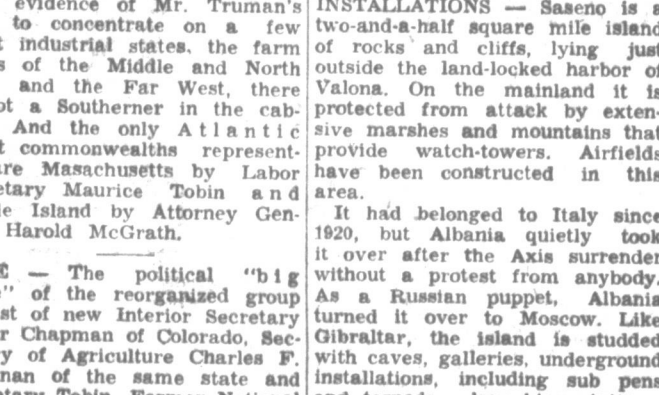 evidence of Mr. Truman's
to concentrate on a few
t industrial states, the farm
s of the Middle and North
and the Far West, there
ot a Southerner in the cab-
And the only Atlantic
t commonwealths represent-
re Masachusetts by Labor
etary Maurice Tobin and
e Island by Attorney Gen-
Harold McGrath.
C — The political "big
e" of the reorganized group
st of new Interior Secretary
r Chapman of Colorado, Sec-
y of Agriculture Charles F.
nan of the same state and
etary Tobin. Former National
INSTALLATIONS — Saseno is a
two-and-a-half square mile island
of rocks and cliffs, lying just
outside the land-locked harbor of
Valona. On the mainland it is
protected from attack by exten-
sive marshes and mountains that
provide watch-towers. Airfields
have been constructed in this
area.
It had belonged to Italy since
1920, but Albania quietly took
it over after the Axis surrender
without a protest from anybody.
As a Russian puppet, Albania
turned it over to Moscow. Like
Gibraltar, the island is studded
with caves, galleries, underground
installations, including sub pens